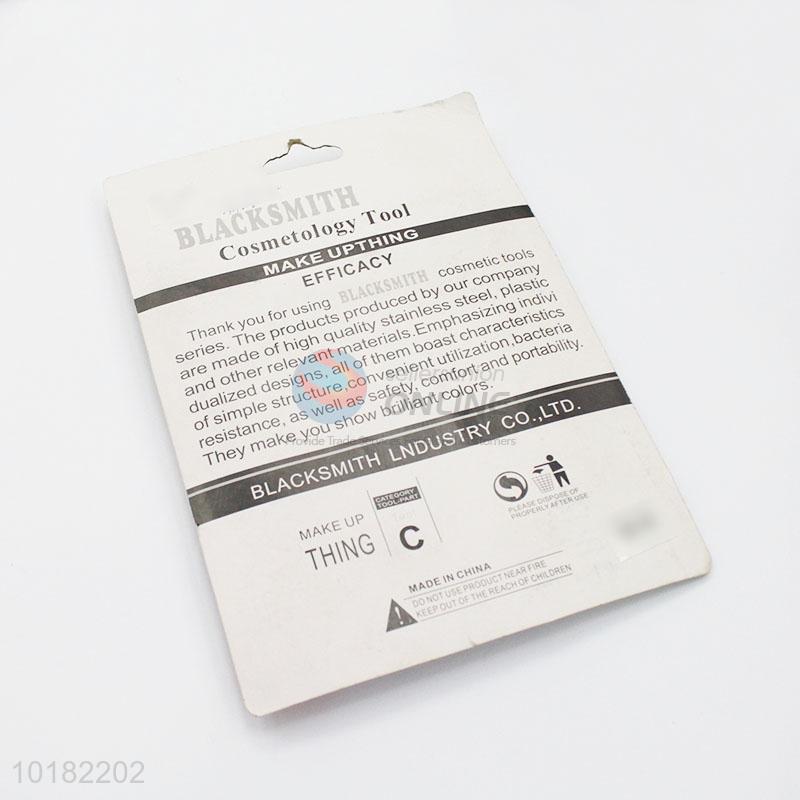 BLACKSMITH
Cosmetology Tool
MAKE UPTHING
EFFICACY
Thank you for using BLACKSMITH cosmetic tools
series. The products produced by our company
are made of high quality stainless steel, plastic
and other relevant materials.Emphasizing indivi
dualized designs, all of them boast characteristics
of simple structure,convenient utilization,bacteria
resistance, as well as safety, comfort and portability.
They make you show brillant colors.
ONLINE
BLACKSMITH LNDUSTRY CO.,LTD.
MAKE UP
THING
CATEGORY
TOOL-PART
C
PLEASE DISPOSE OF
PROPERLY AFTER USE
MADE IN CHINA
DO NOT USE PRODUCT NEAR FIRE
KEEP OUT OF THE REACH OF CHILDREN
10182202